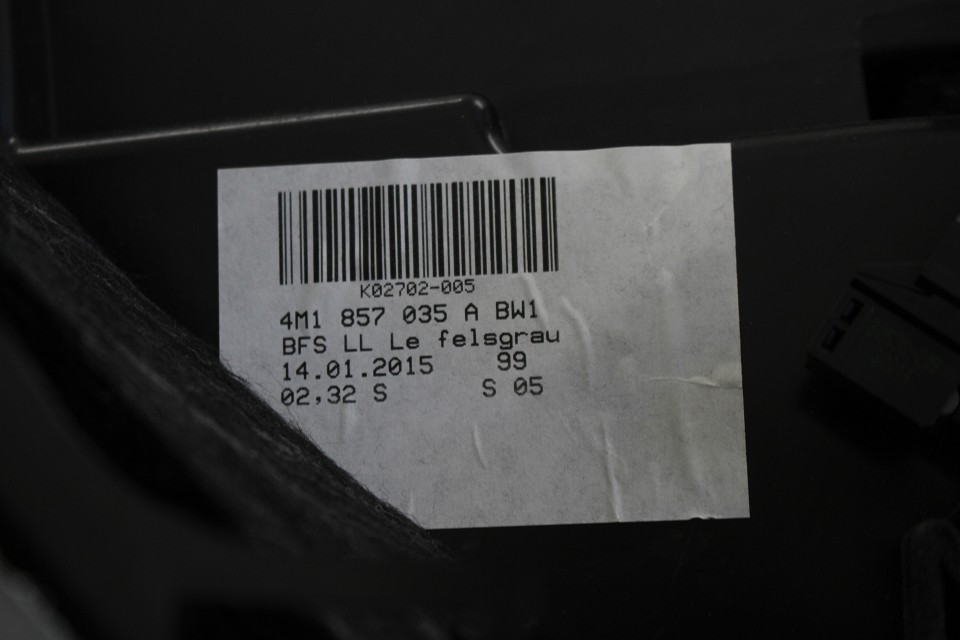 K02702-005
4M1 857 035 A BW1
BFS LL Le felsgrau
14.01.2015 99
02,32 S S 05